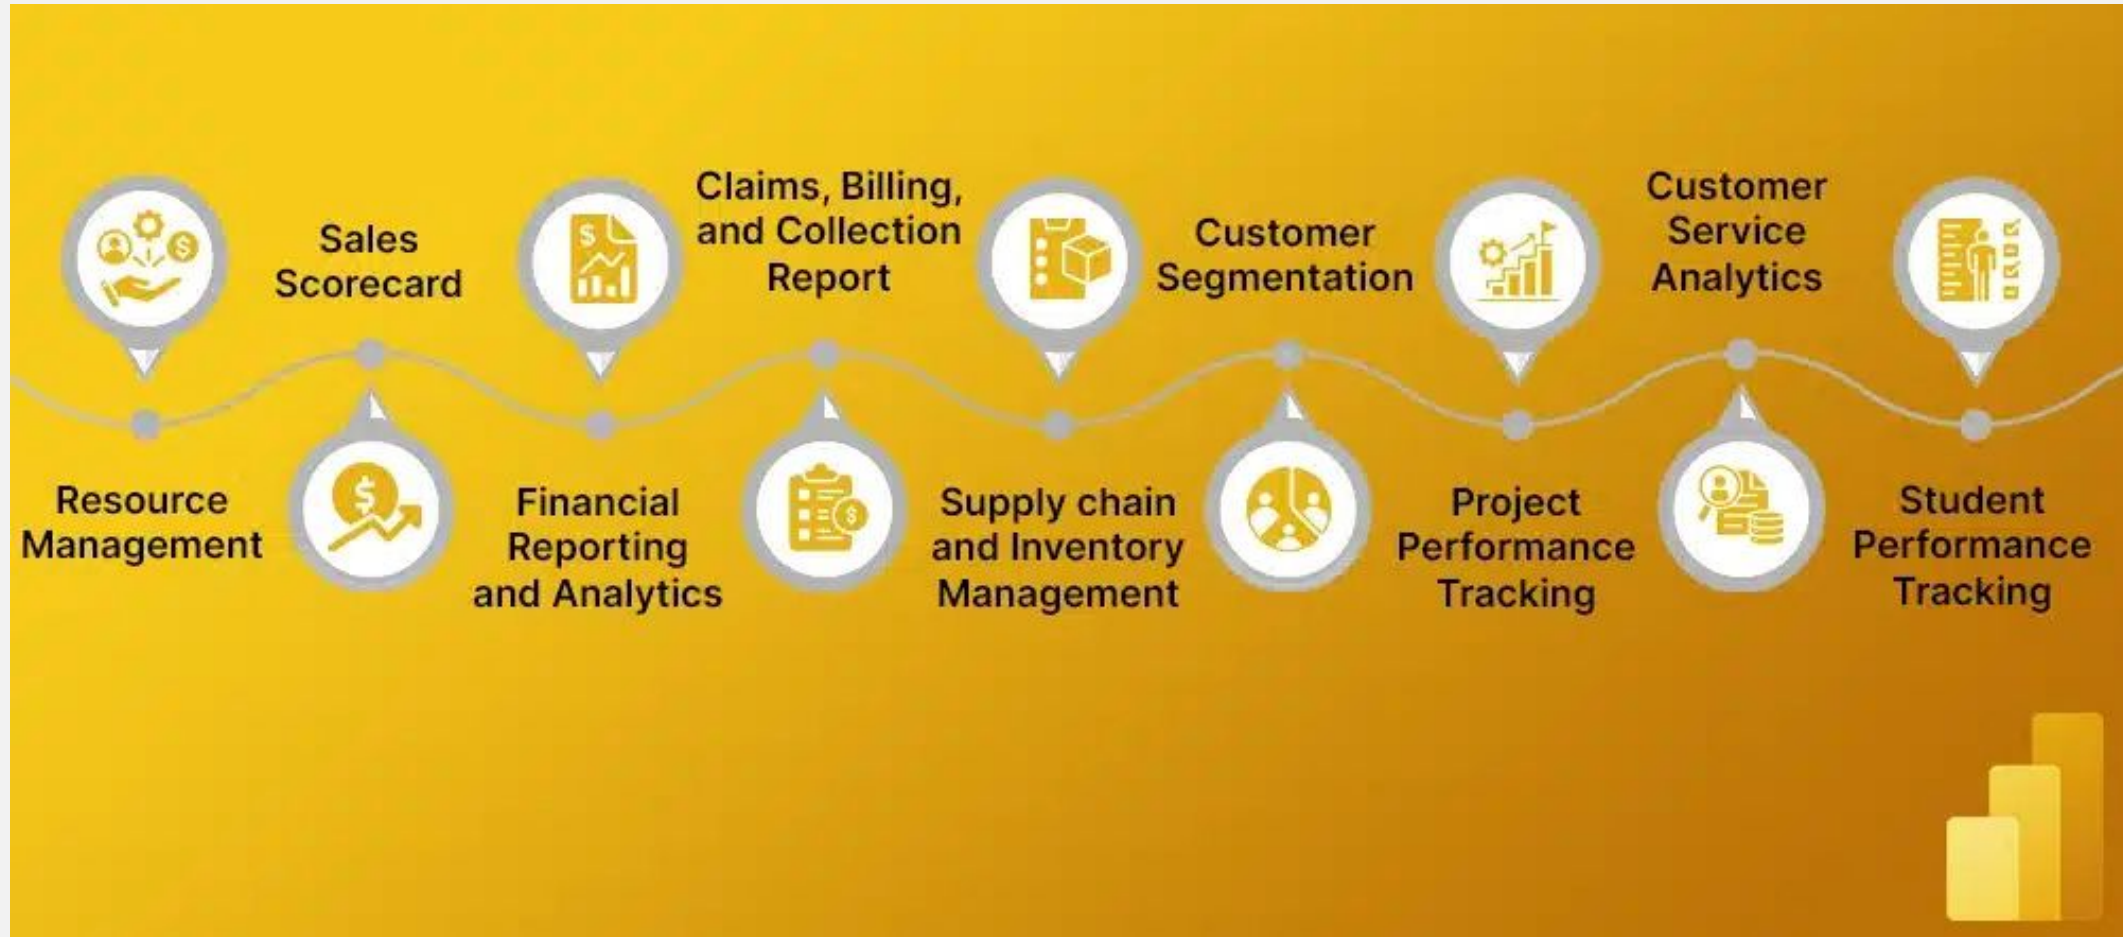 Resource
Management
Sales
Scorecard
Financial
Reporting
and Analytics
Claims, Billing,
and Collection
Report
Supply chain
and Inventory
Management
Customer
Segmentation
Project
Performance
Tracking
Customer
Service
Analytics
Student
Performance
Tracking